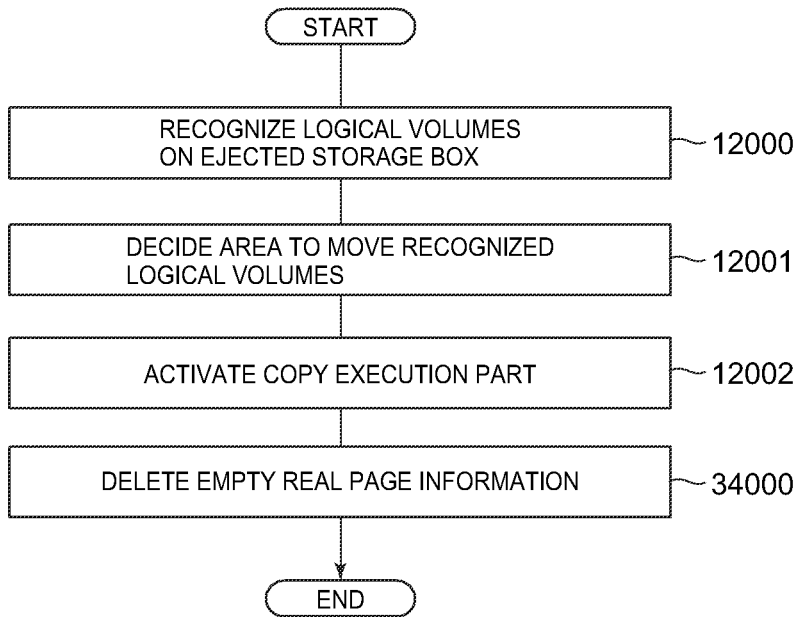 START
RECOGNIZE LOGICAL VOLUMES
ON EJECTED STORAGE BOX
12000
DECIDE AREA TO MOVE RECOGNIZED
LOGICAL VOLUMES
12001
ACTIVATE COPY EXECUTION PART
12002
DELETE EMPTY REAL PAGE INFORMATION
34000
END